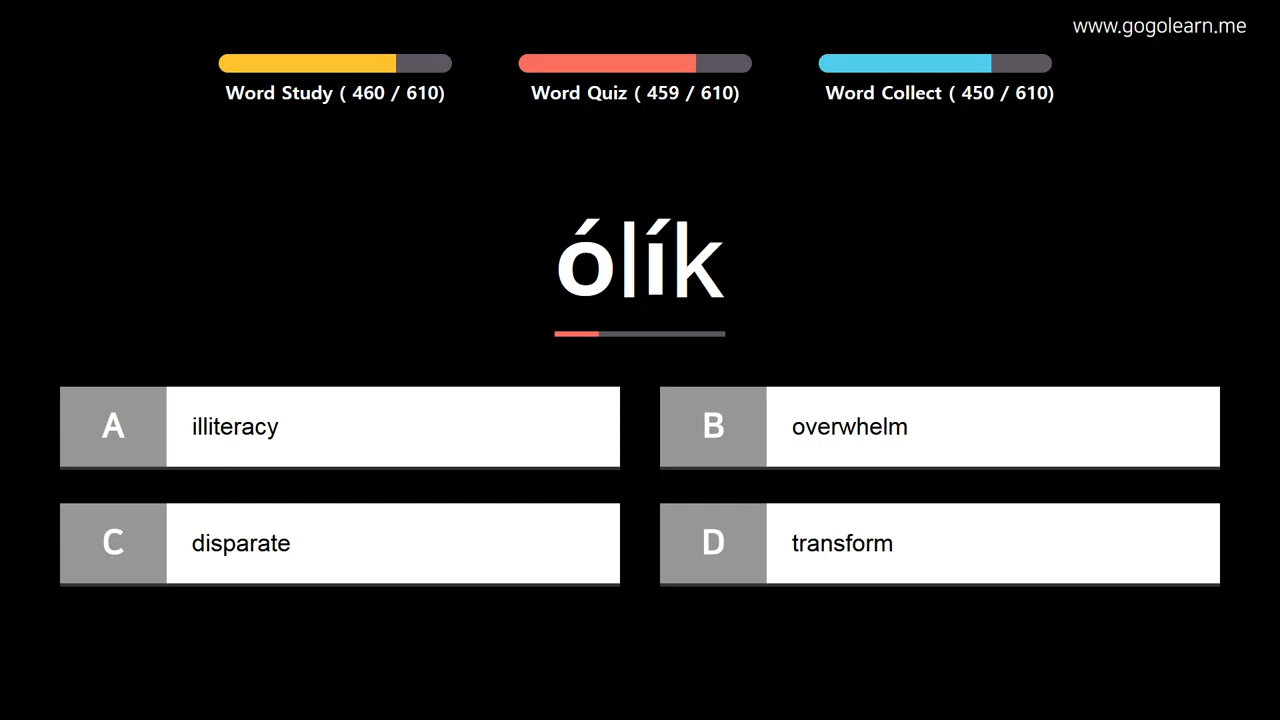 www.gogolearn.me
Word Study ( 460 / 610)
Word Quiz ( 459 / 610)
Word Collect ( 450 / 610)
ólík
A illiteracy
B overwhelm
C disparate
D transform